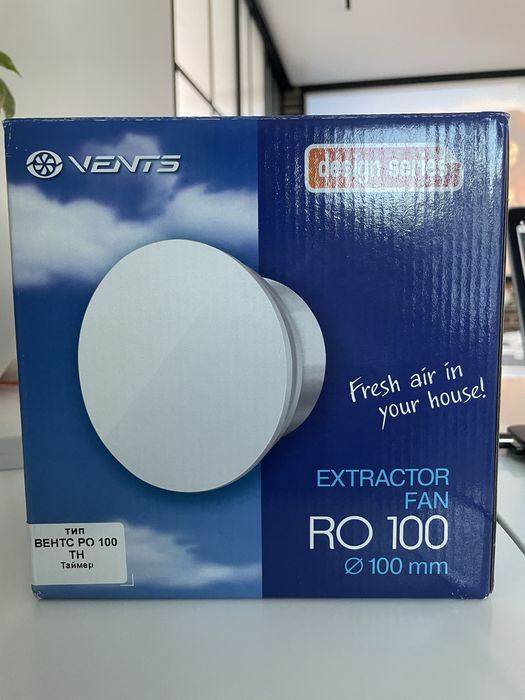 VENTS
design series
Fresh air in
your house!
EXTRACTOR
FAN
RO 100
Ø 100 mm
ТИП
ВЕНТС РО 100
ТН
Таймер